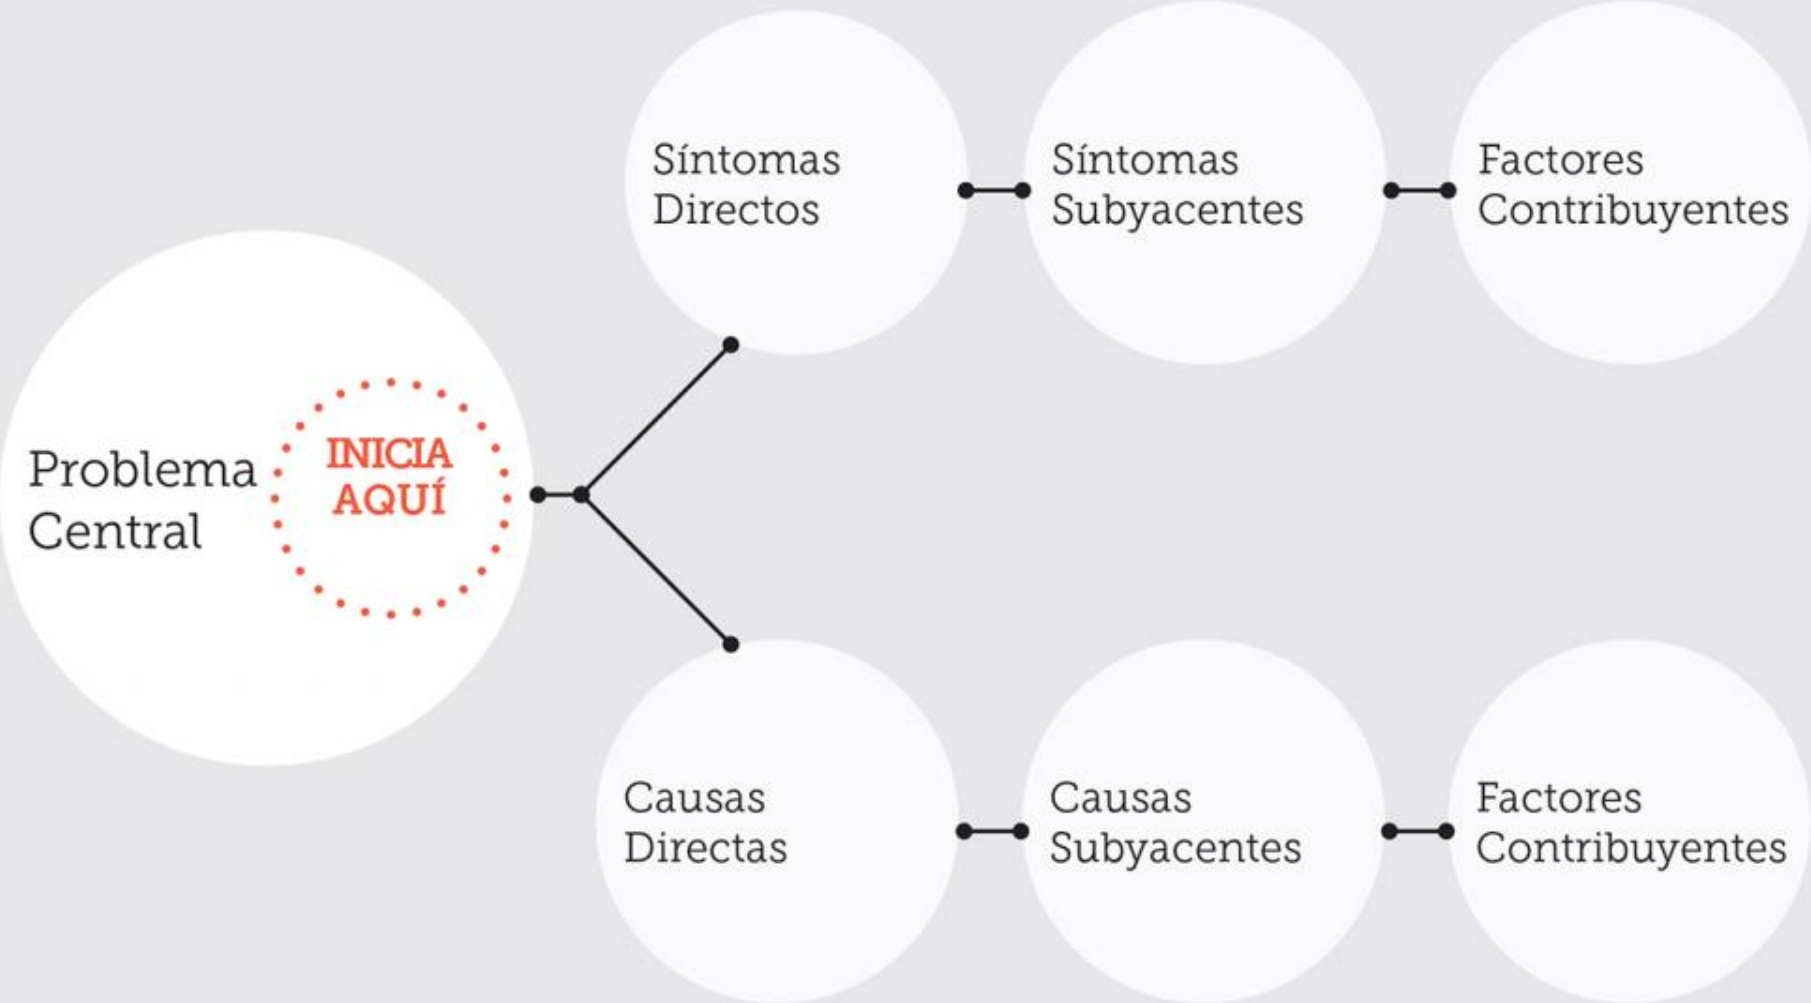 Problema
Central
INICIA
AQUÍ
Síntomas
Directos
Síntomas
Subyacentes
Factores
Contribuyentes
Causas
Directas
Causas
Subyacentes
Factores
Contribuyentes